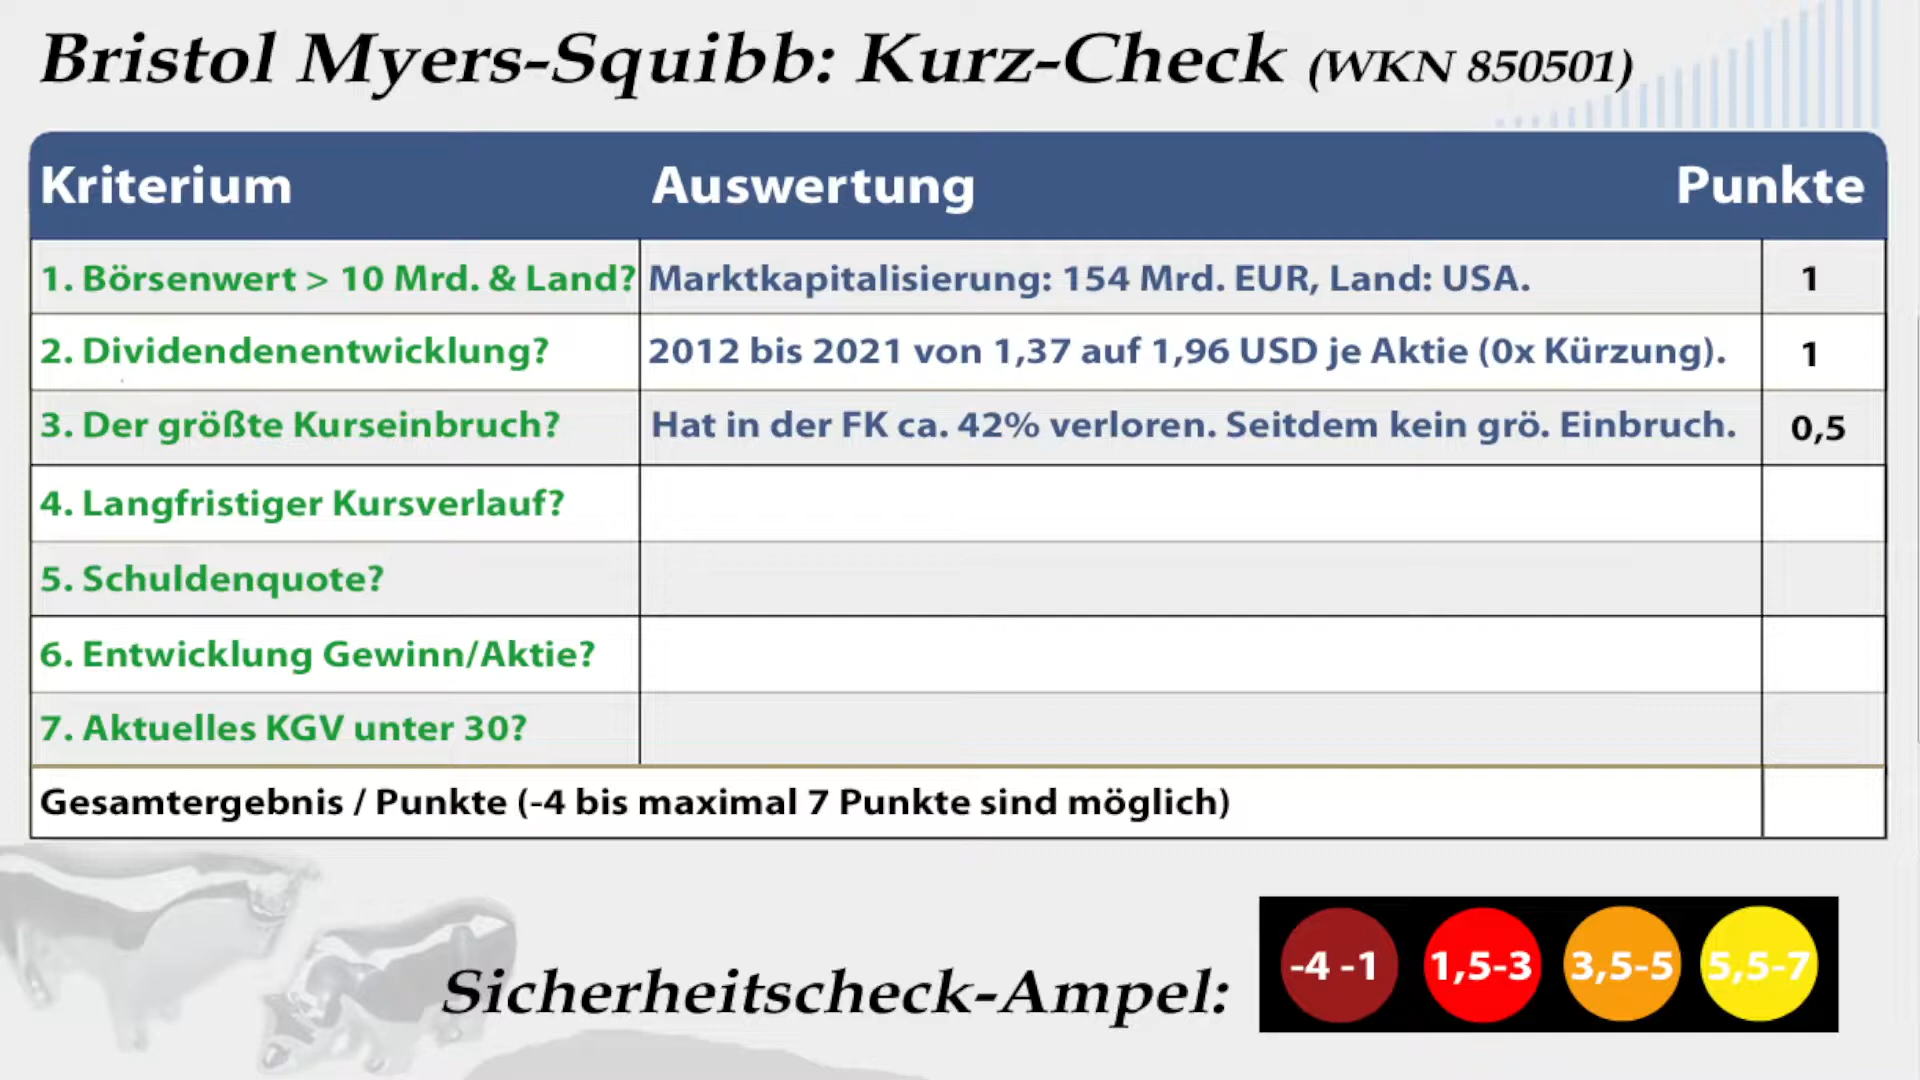 Bristol Myers-Squibb: Kurz-Check (WKN 850501)
Kriterium Auswertung Punkte
1. Börsenwert > 10 Mrd. & Land? Marktkapitalisierung: 154 Mrd. EUR, Land: USA. 1
2. Dividendenentwicklung? 2012 bis 2021 von 1,37 auf 1,96 USD je Aktie (0x Kürzung). 1
3. Der größte Kurseinbruch? Hat in der FK ca. 42% verloren. Seitdem kein grö. Einbruch. 0,5
4. Langfristiger Kursverlauf?
5. Schuldenquote?
6. Entwicklung Gewinn/Aktie?
7. Aktuelles KGV unter 30?
Gesamtergebnis / Punkte (-4 bis maximal 7 Punkte sind möglich)
Sicherheitscheck-Ampel: -4 -1 1,5-3 3,5-5 5,5-7